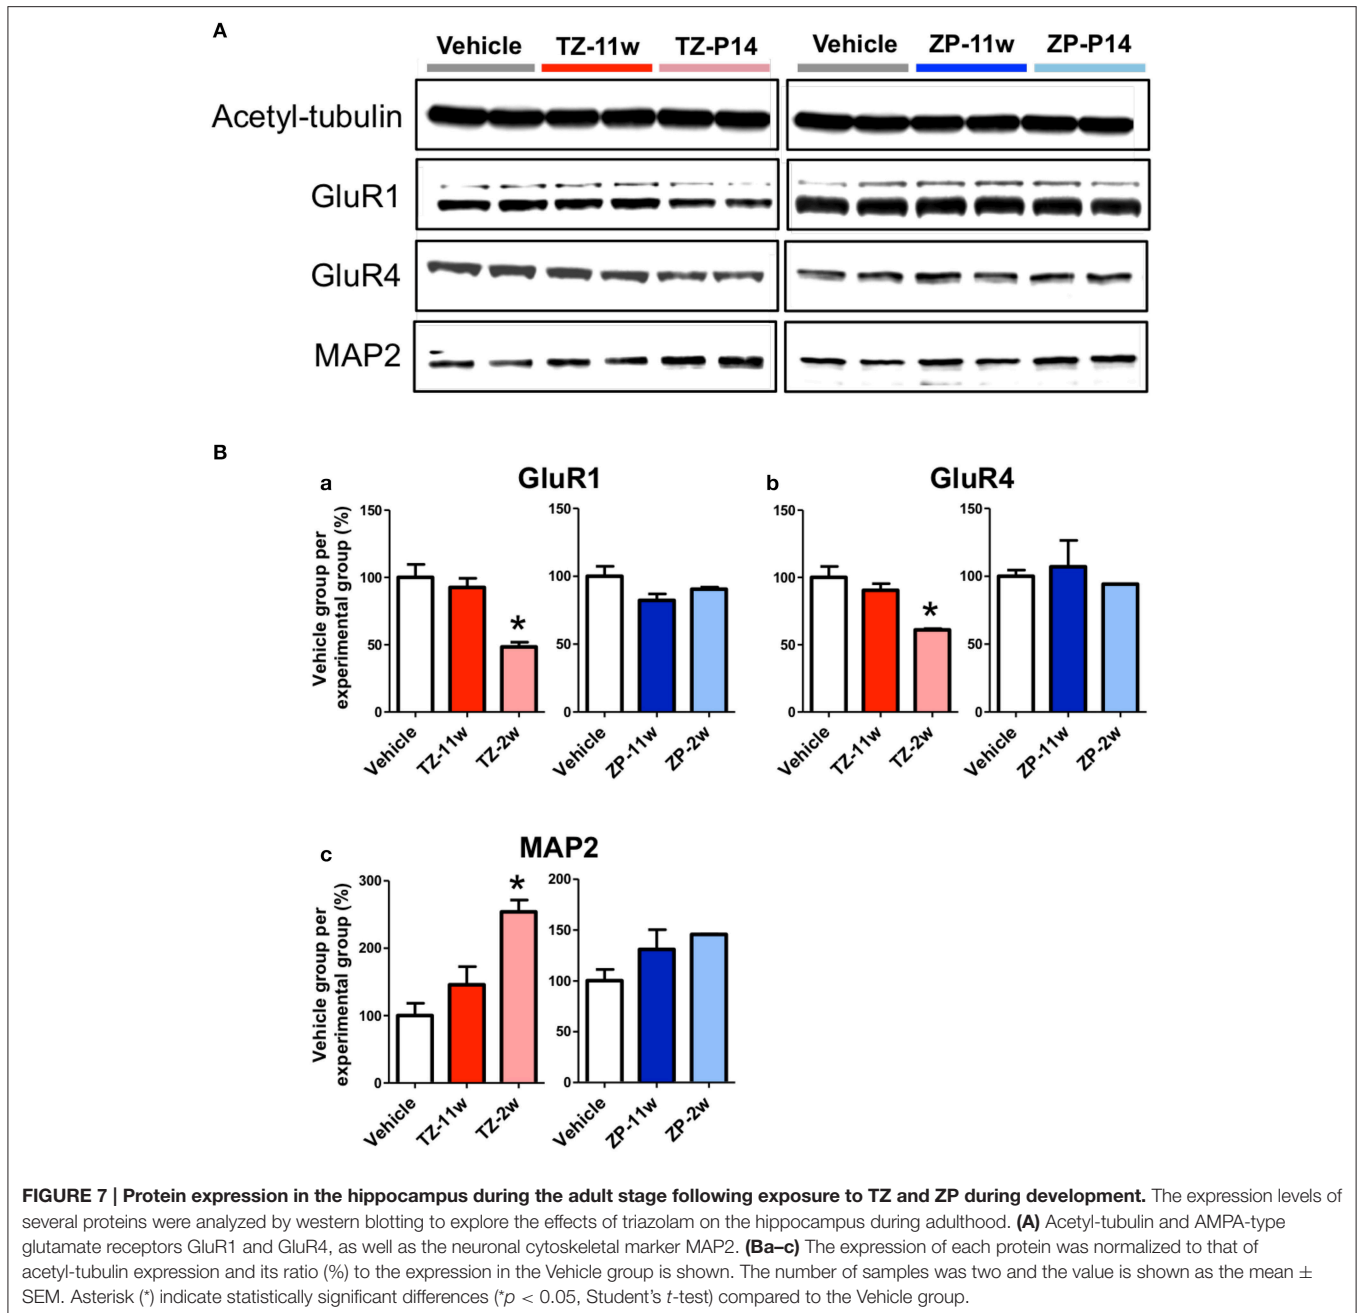 A
Vehicle TZ-11w TZ-P14 Vehicle ZP-11w ZP-P14
Acetyl-tubulin
GluR1
GluR4
MAP2
B
a GluR1
Vehicle group per
experimental group (%)
150
100
50
0
Vehicle TZ-11w TZ-2w
*
150
100
50
0
Vehicle ZP-11w ZP-2w
b GluR4
150
100
50
0
Vehicle TZ-11w TZ-2w
*
150
100
50
0
Vehicle ZP-11w ZP-2w
c MAP2
Vehicle group per
experimental group (%)
300
200
100
0
Vehicle TZ-11w TZ-2w
*
200
150
100
50
0
Vehicle ZP-11w ZP-2w
FIGURE 7 | Protein expression in the hippocampus during the adult stage following exposure to TZ and ZP during development. The expression levels of
several proteins were analyzed by western blotting to explore the effects of triazolam on the hippocampus during adulthood. (A) Acetyl-tubulin and AMPA-type
glutamate receptors GluR1 and GluR4, as well as the neuronal cytoskeletal marker MAP2. (Ba–c) The expression of each protein was normalized to that of
acetyl-tubulin expression and its ratio (%) to the expression in the Vehicle group is shown. The number of samples was two and the value is shown as the mean ±
SEM. Asterisk (*) indicate statistically significant differences (*p < 0.05, Student's t-test) compared to the Vehicle group.